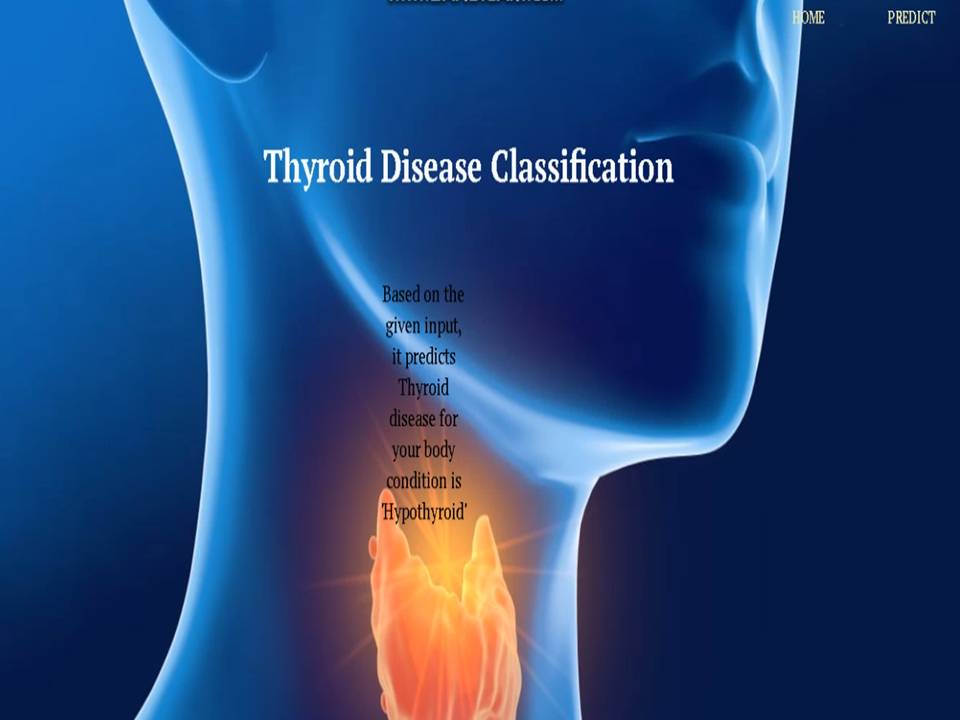 HOME PREDICT
Thyroid Disease Classification
Based on the
given input,
it predicts
Thyroid
disease for
your body
condition is
'Hypothyroid'